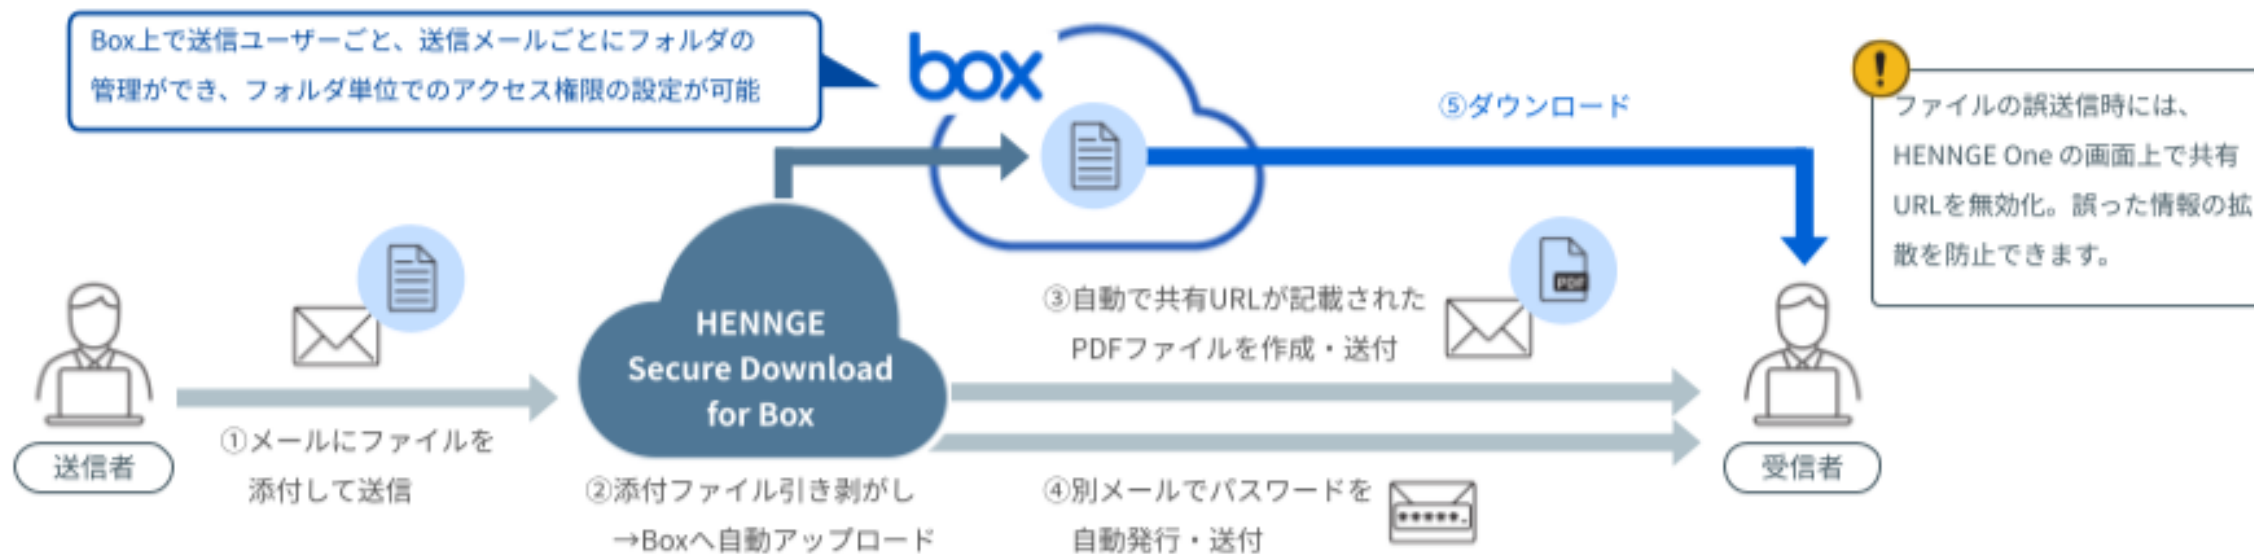 Box上で送信ユーザーごと、送信メールごとにフォルダの
管理ができ、フォルダ単位でのアクセス権限の設定が可能
box
⑤ダウンロード
!
ファイルの誤送信時には、
HENNGE One の画面上で共有
URLを無効化。誤った情報の拡
散を防止できます。
HENNGE
Secure Download
for Box
③自動で共有URLが記載された
PDFファイルを作成・送付
PDF
送信者
①メールにファイルを
添付して送信
②添付ファイル引き剥がし
→Boxへ自動アップロード
④別メールでパスワードを
自動発行・送付
*****.
受信者